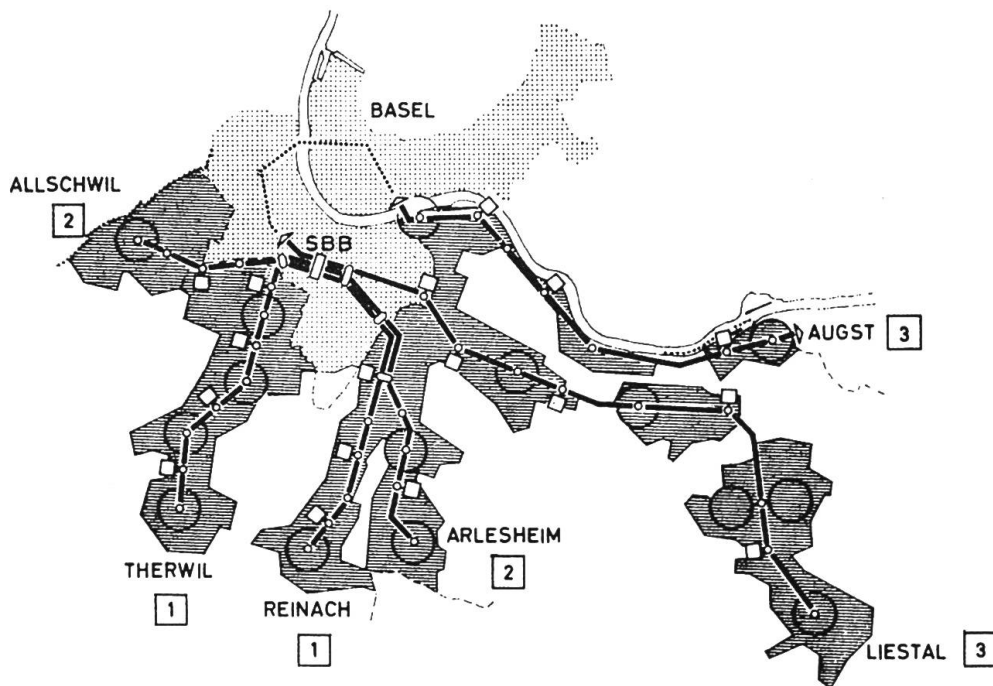 BASEL
ALLSCHWIL
2
SBB
AUGST 3
ARLESHEIM
2
THERWIL
1
REINACH
1
LIESTAL 3